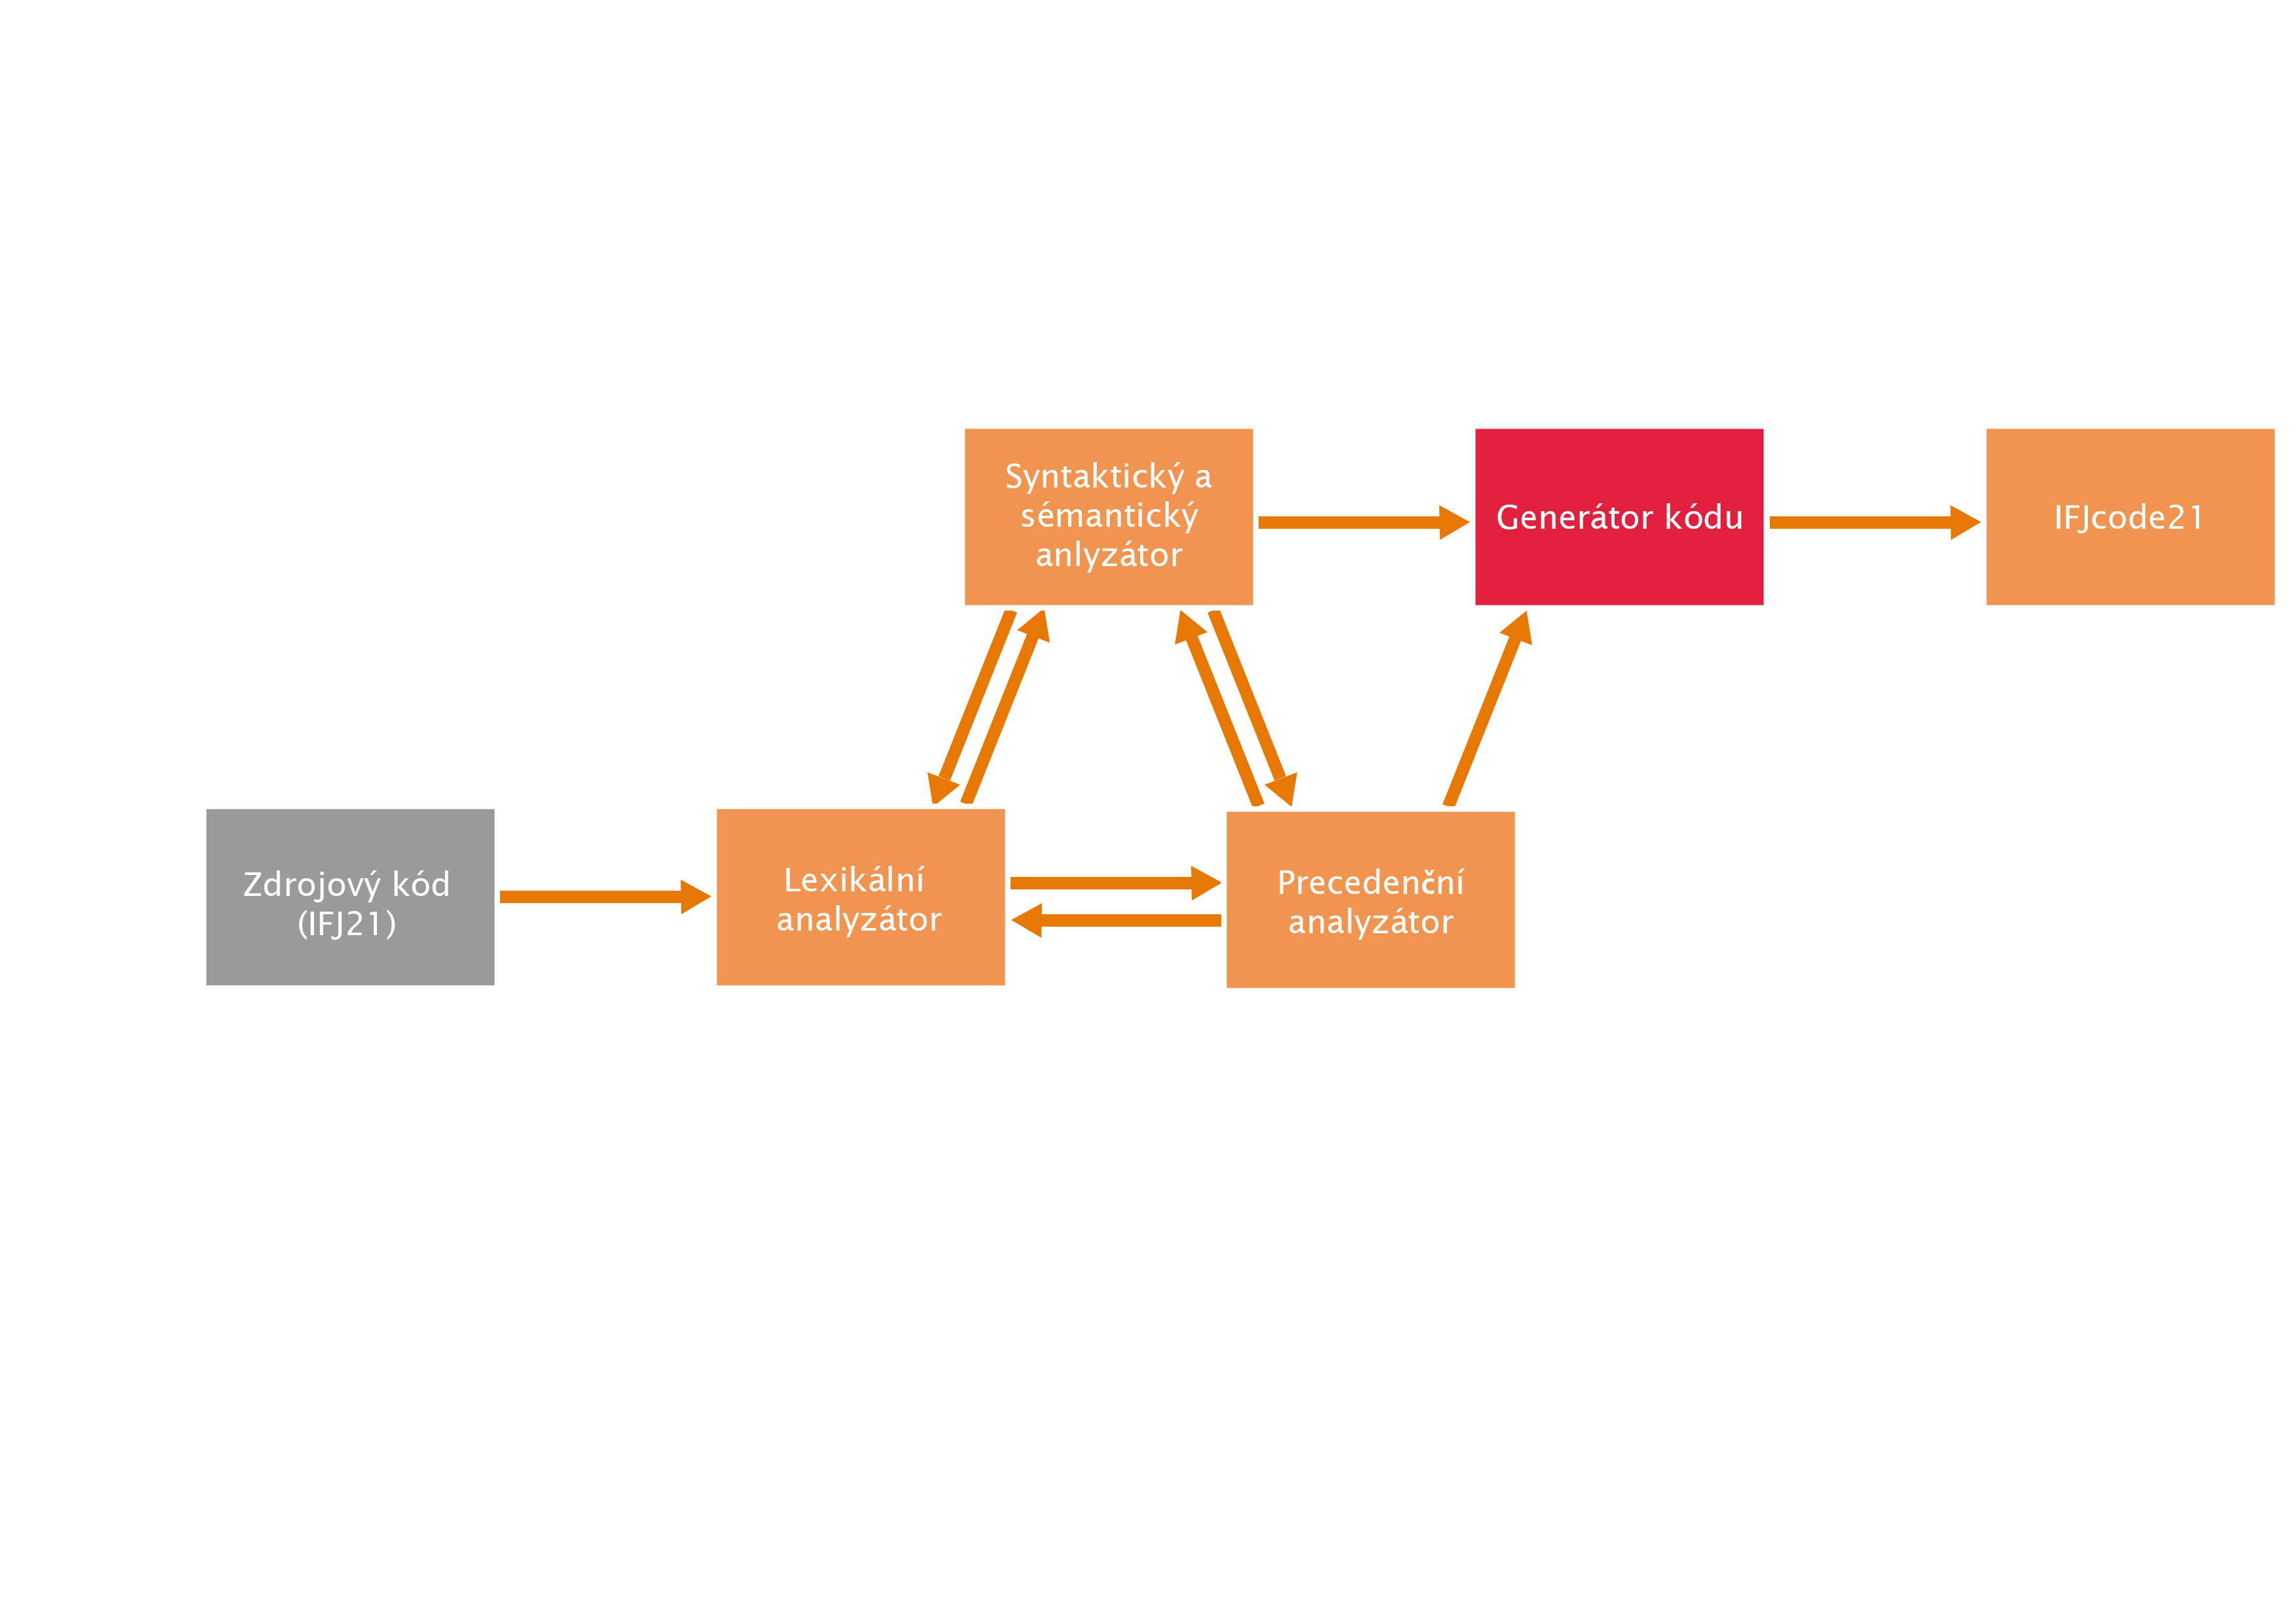 Syntaktický a
sémantický
anlyzátor
Generátor kódu
IFJcode21
Zdrojový kód
(IFJ21)
Lexikální
analyzátor
Precedenční
analyzátor